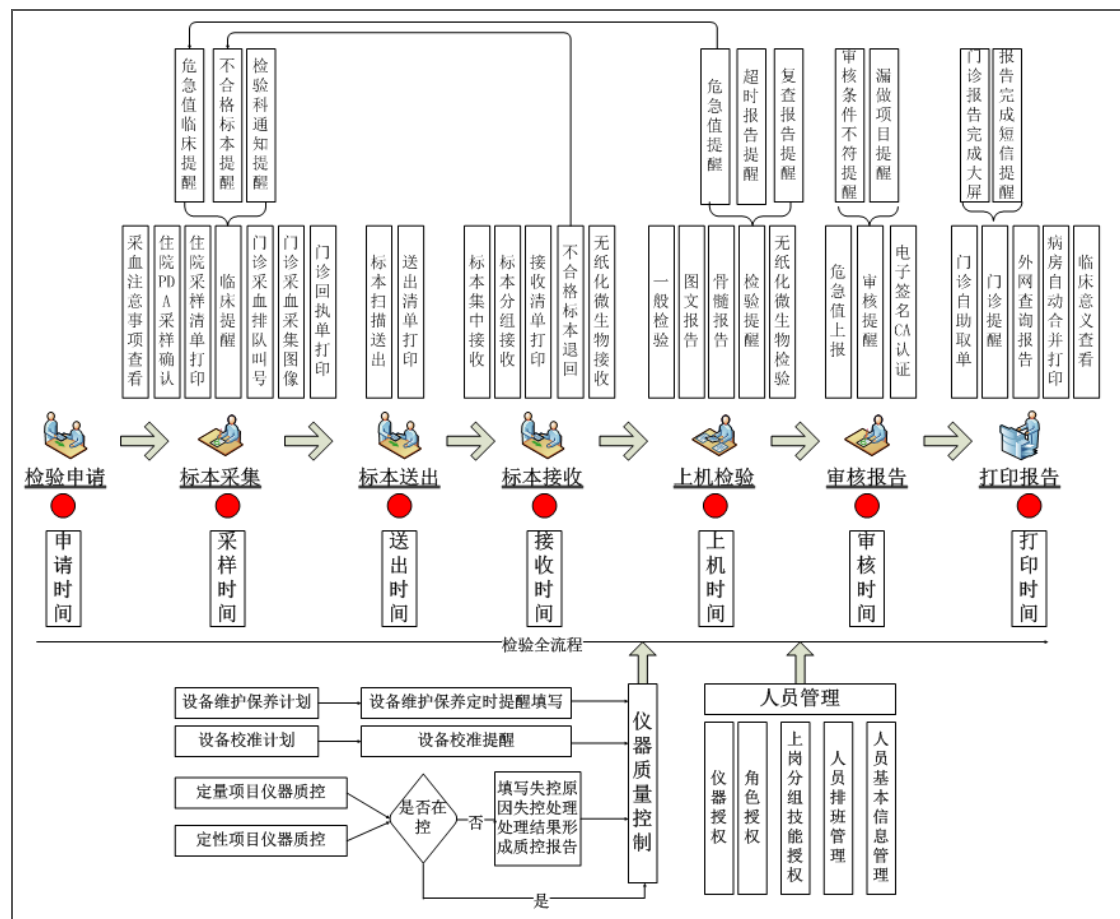 危急值临床提醒
不合格标本提醒
检验科通知提醒
危急值提醒
超时报告提醒
复查报告提醒
审核条件不符提醒
漏做项目提醒
门诊报告完成大屏
报告完成短信提醒
采血注意事项查看
住院PDA采样确认
住院采样清单打印
临床提醒
门诊采血排队叫号
门诊采血采集图像
门诊回执单打印
标本扫描送出
送出清单打印
标本集中接收
标本分组接收
接收清单打印
不合格标本退回
无纸化微生物接收
一般检验
图文报告
骨髓报告
检验提醒
无纸化微生物检验
危急值上报
审核提醒
电子签名CA认证
门诊自助取单
门诊提醒
外网查询报告
病房自动合并打印
临床意义查看
检验申请
标本采集
标本送出
标本接收
上机检验
审核报告
打印报告
申请时间
采样时间
送出时间
接收时间
上机时间
审核时间
打印时间
检验全流程
设备维护保养计划
设备维护保养定时提醒填写
设备校准计划
设备校准提醒
定量项目仪器质控
定性项目仪器质控
是否在
控
否
填写失控原
因失控处理
处理结果形
成质控报告
是
仪器质量控制
人员管理
仪器授权
角色授权
上岗分组技能授权
人员排班管理
人员基本信息管理